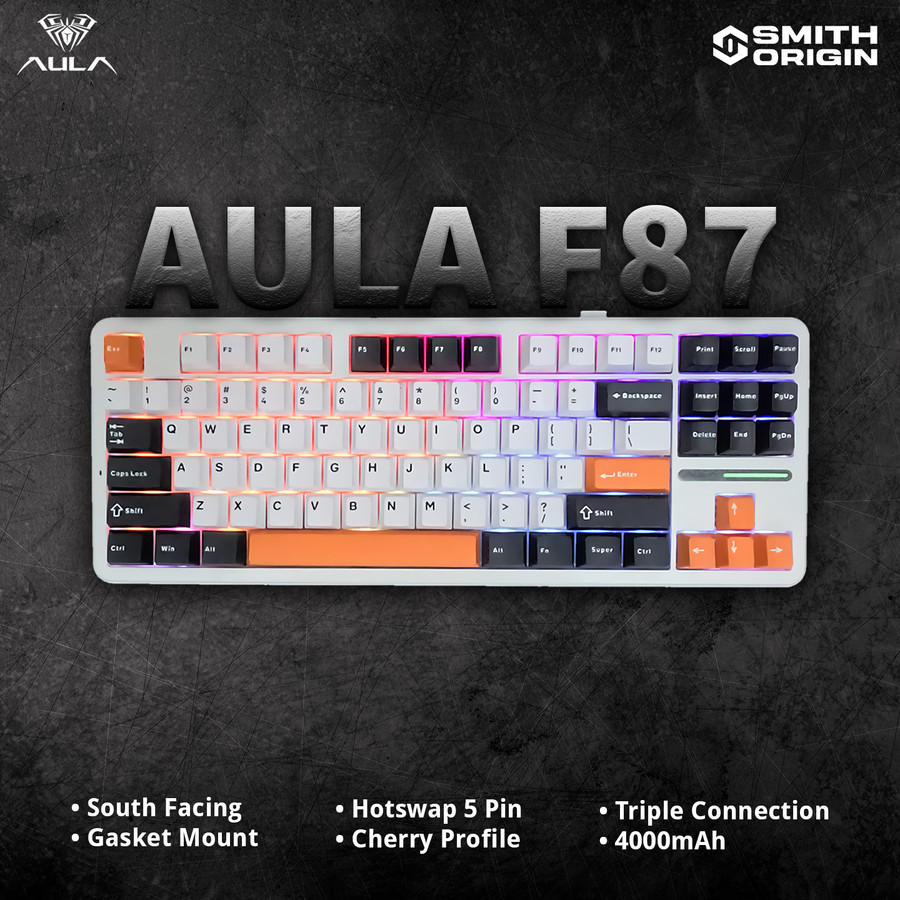 AULA
SMITH
ORIGIN
AULA F87
Esc F1 F2 F3 F4 F5 F6 F7 F8 F9 F10 F11 F12 Print Scroll Pause
~ ! @ # $ % ^ & * ( ) — +
` 1 2 3 4 5 6 7 8 9 0 - = Backspace Insert Home PgUp
Tab Q W E R T Y U I O P { [ } ] | \ Delete End PgDn
Caps Lock A S D F G H J K L : ; " ' Enter
Shift Z X C V B N M < , > . ? / Shift ↑
Ctrl Win Alt Alt Fn Super Ctrl ← ↓ →
• South Facing
• Gasket Mount
• Hotswap 5 Pin
• Cherry Profile
• Triple Connection
• 4000mAh